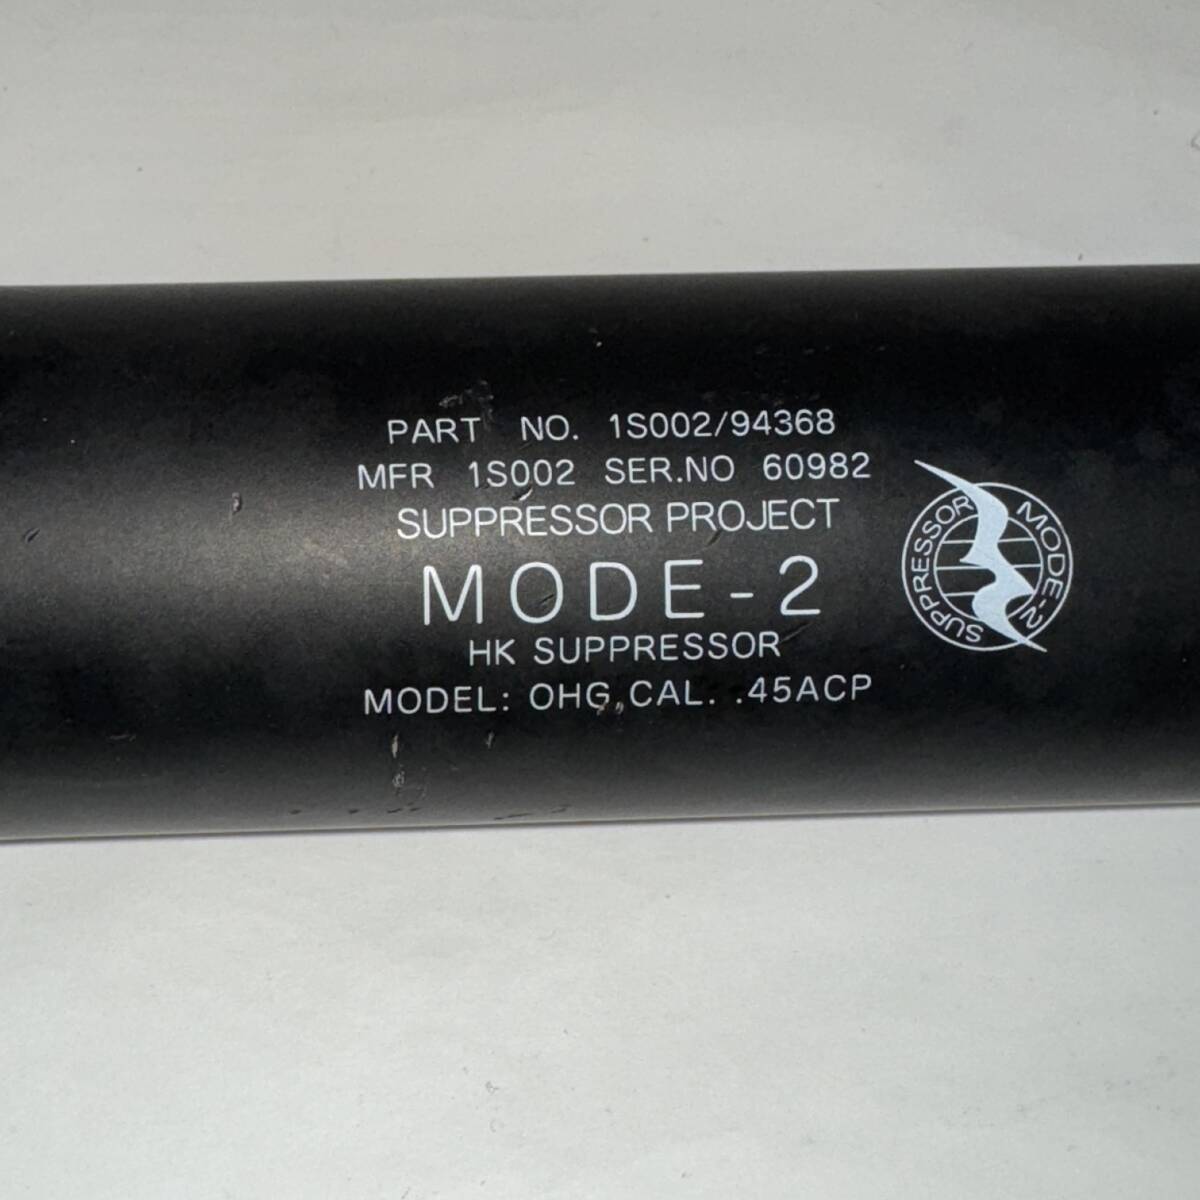 PART NO. 1S002/94368
MFR 1S002 SER.NO 60982
SUPPRESSOR PROJECT
MODE-2
HK SUPPRESSOR
MODEL: OHG,CAL. .45ACP
SUPPRESSOR MODE-2